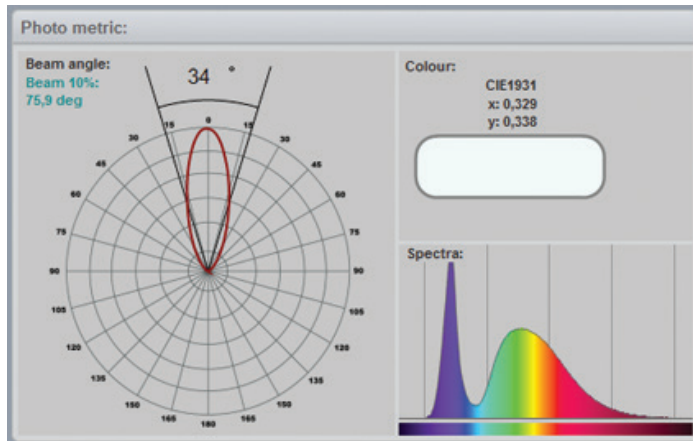 Photo metric:
Beam angle:
Beam 10%:
75,9 deg
34 °
15 0 15
30 30
45 45
60 60
75 75
90 90
105 105
120 120
135 135
150 150
165 180 165
Colour:
CIE1931
x: 0,329
y: 0,338
Spectra: